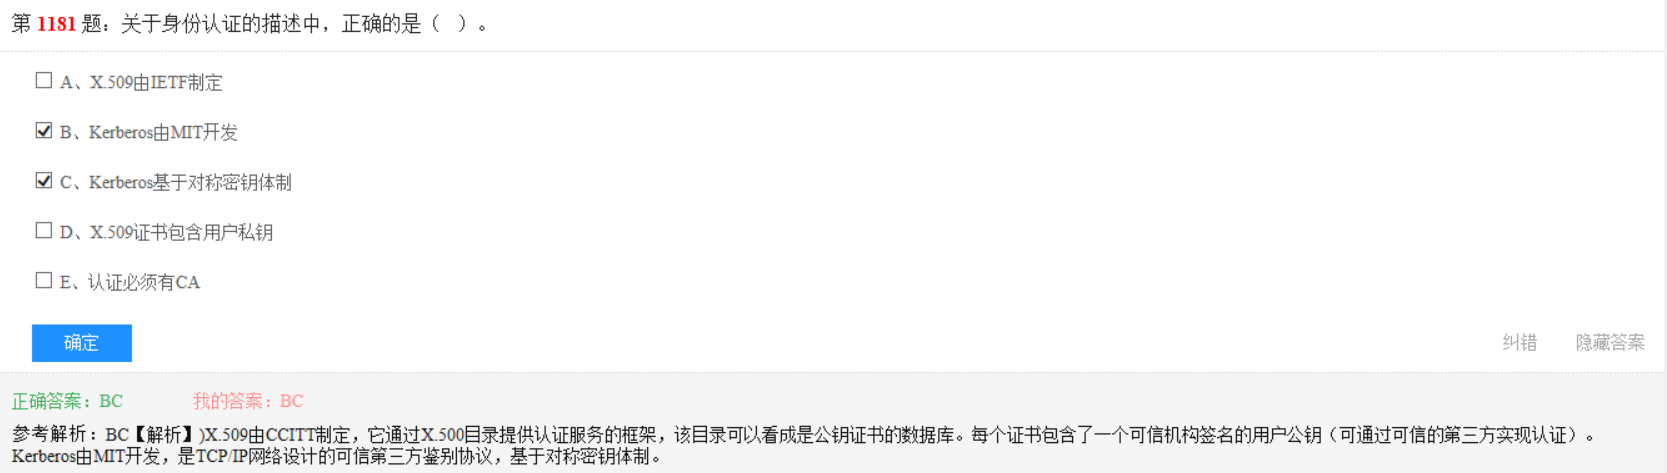 第 1181 题：关于身份认证的描述中，正确的是（  ）。
A、X.509由IETF制定
B、Kerberos由MIT开发
C、Kerberos基于对称密钥体制
D、X.509证书包含用户私钥
E、认证必须有CA
确定
纠错 隐藏答案
正确答案：BC 我的答案：BC
参考解析：BC【解析】)X.509由CCITT制定，它通过X.500目录提供认证服务的框架，该目录可以看成是公钥证书的数据库。每个证书包含了一个可信机构签名的用户公钥（可通过可信的第三方实现认证）。
Kerberos由MIT开发，是TCP/IP网络设计的可信第三方鉴别协议，基于对称密钥体制。